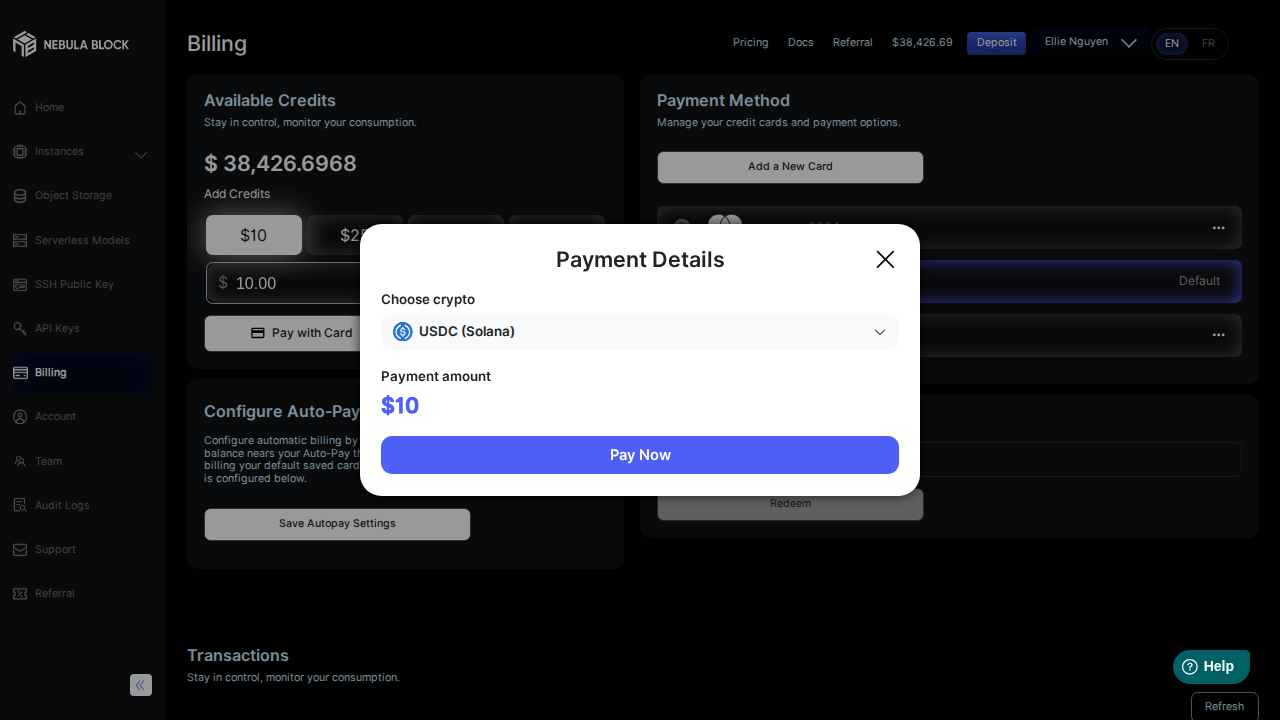 NEBULA BLOCK
Home
Instances
Object Storage
Serverless Models
SSH Public Key
API Keys
Billing
Account
Team
Audit Logs
Support
Referral
Billing
Pricing
Docs
Referral
$38,426.69
Deposit
Ellie Nguyen
EN
FR
Available Credits
Stay in control, monitor your consumption.
$ 38,426.6968
Add Credits
$10
$ 10.00
Pay with Card
Configure Auto-Pay
Configure automatic billing by
balance nears your Auto-Pay
billing your default saved card
is configured below.
Save Autopay Settings
Payment Method
Manage your credit cards and payment options.
Add a New Card
Default
Redeem
Payment Details
Choose crypto
USDC (Solana)
Payment amount
$10
Pay Now
Transactions
Stay in control, monitor your consumption.
Help
Refresh